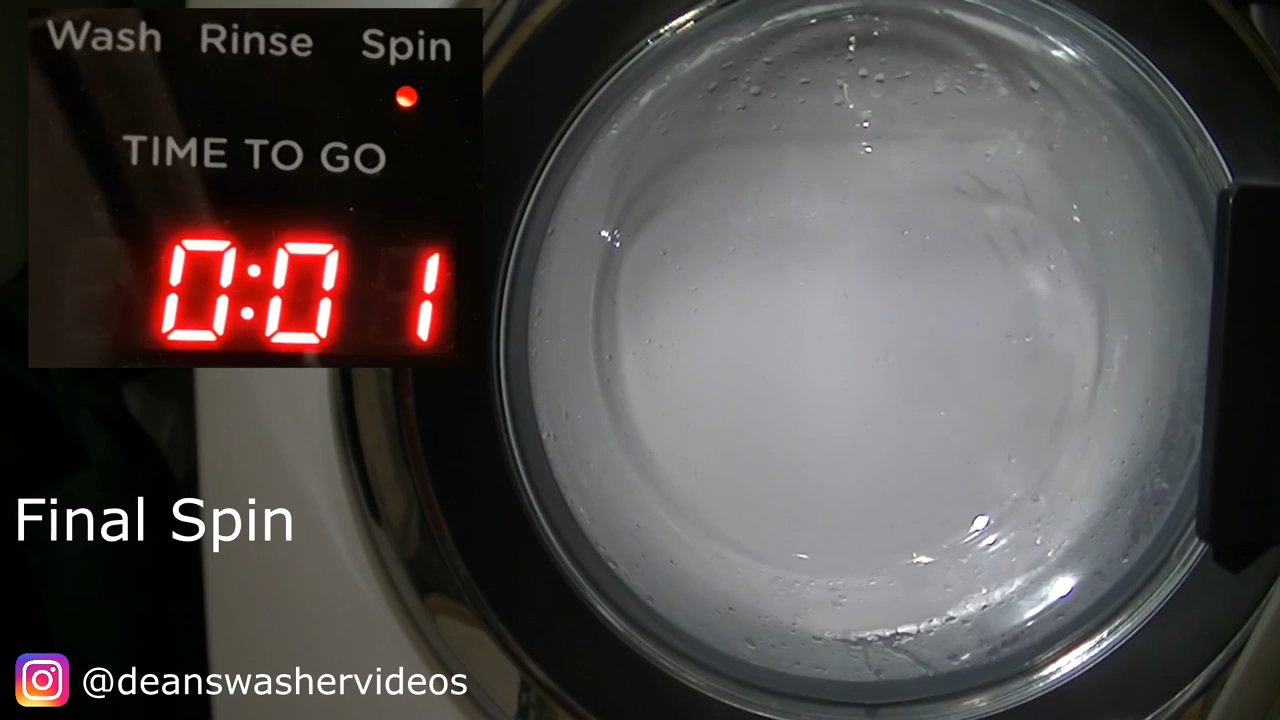 Wash Rinse Spin
TIME TO GO
0:01
Final Spin
@deanswashervideos